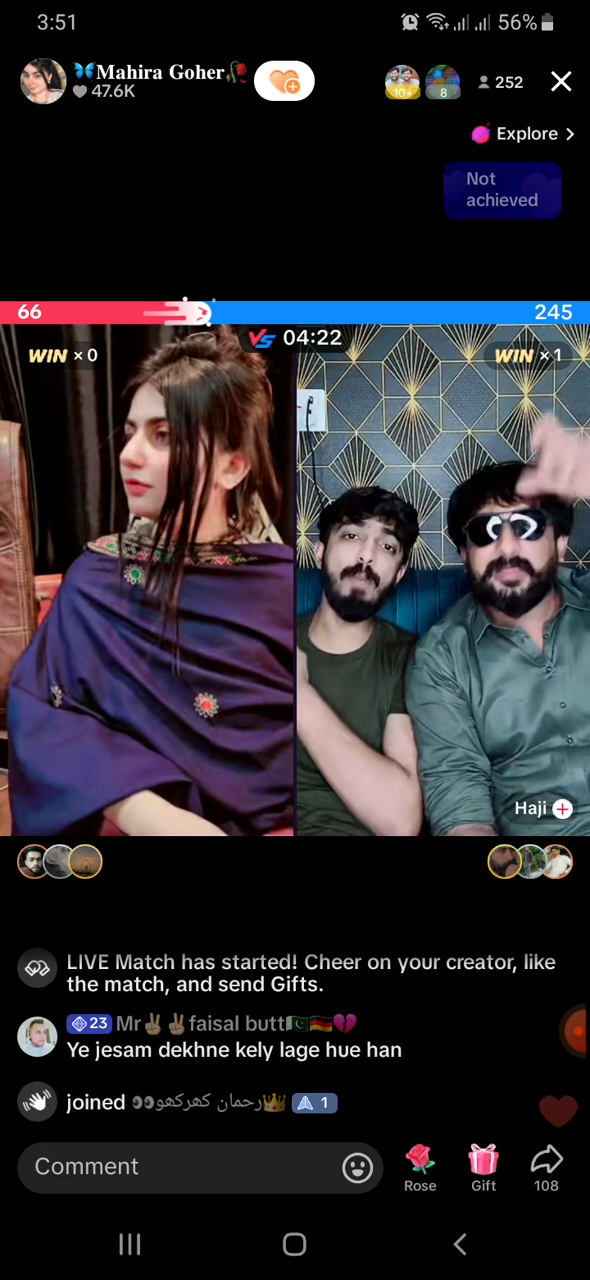 3:51
56%
🦋Mahira Goher🥀
47.6K
10+
8
252
Explore >
Not
achieved
66
245
WIN × 0
VS 04:22
WIN × 1
Haji
LIVE Match has started! Cheer on your creator, like
the match, and send Gifts.
23 Mr✌🏽✌🏽faisal butt🇵🇰🇩🇪💔
Ye jesam dekhne kely lage hue han
joined 👀رحمان کھرکھو👑 1
Comment
Rose
Gift
108